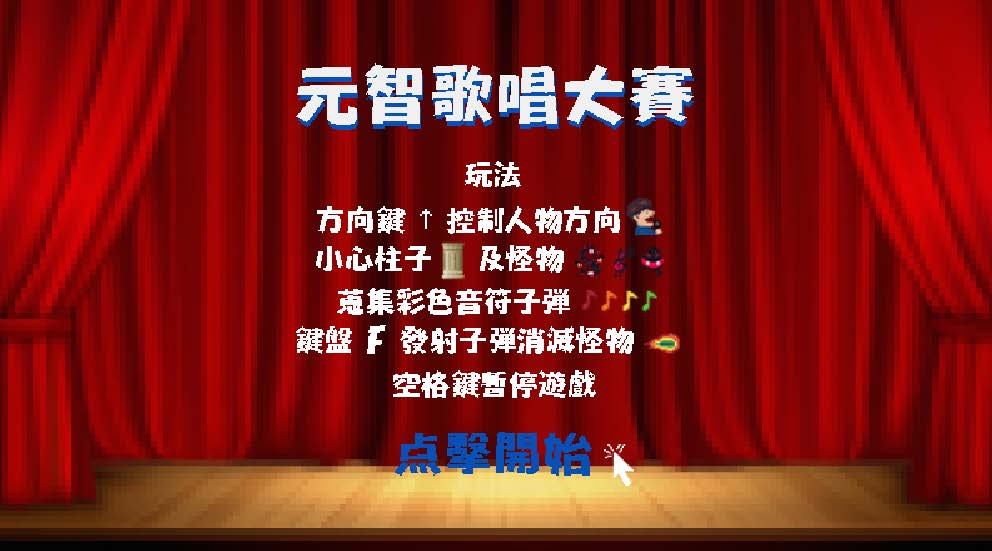 元智歌唱大賽
玩法
方向鍵 ↑ 控制人物方向
小心柱子 及怪物
蒐集彩色音符子彈
鍵盤 F 發射子彈消滅怪物
空格鍵暫停遊戲
点擊開始